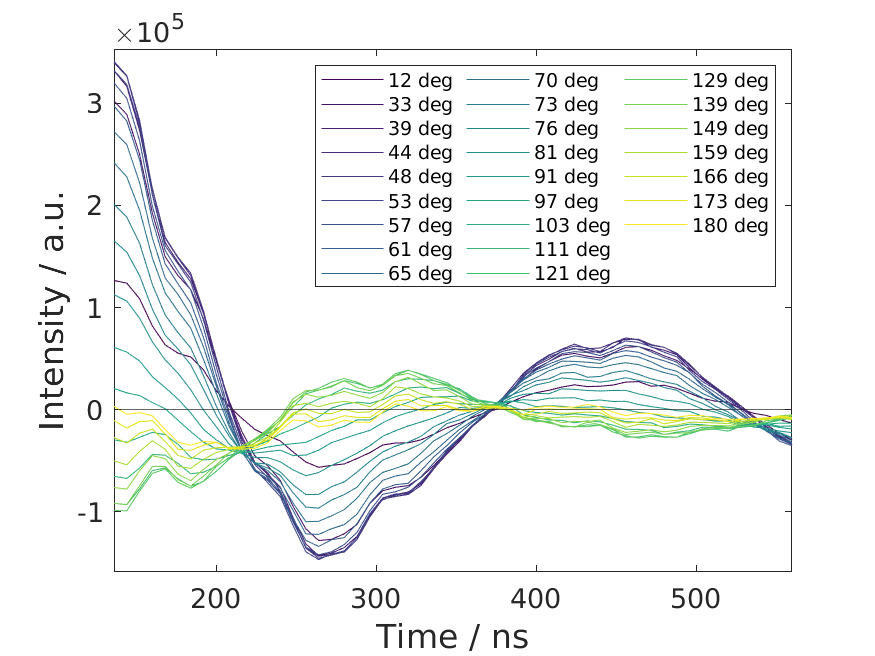 ×10⁵
Intensity / a.u.
3
2
1
0
-1
12 deg
33 deg
39 deg
44 deg
48 deg
53 deg
57 deg
61 deg
65 deg
70 deg
73 deg
76 deg
81 deg
91 deg
97 deg
103 deg
111 deg
121 deg
129 deg
139 deg
149 deg
159 deg
166 deg
173 deg
180 deg
200
300
400
500
Time / ns